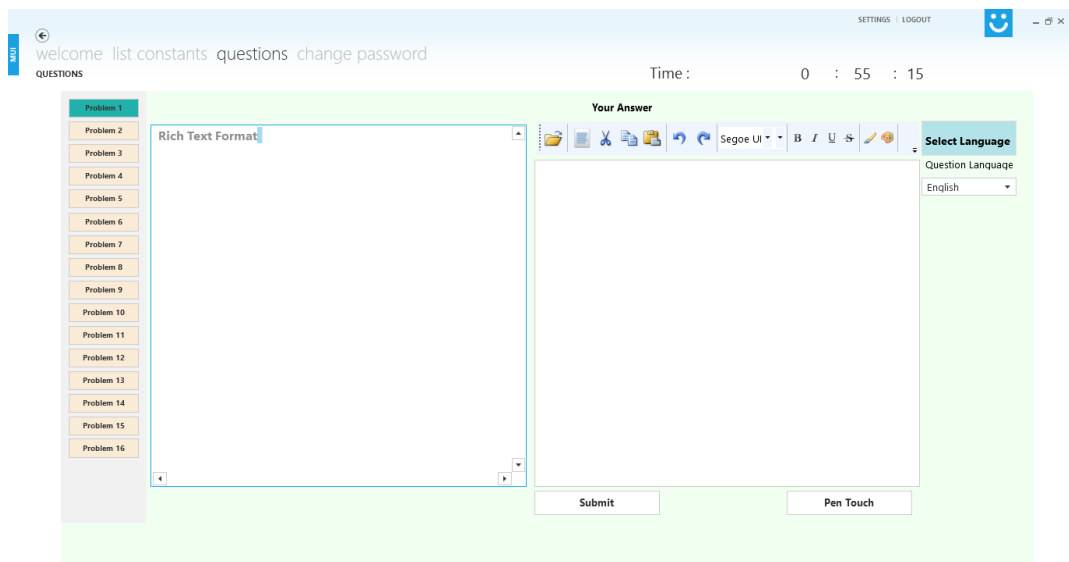 SETTINGS | LOGOUT
MUI
welcome list constants questions change password
QUESTIONS
Time : 0 : 55 : 15
Problem 1
Problem 2
Problem 3
Problem 4
Problem 5
Problem 6
Problem 7
Problem 8
Problem 9
Problem 10
Problem 11
Problem 12
Problem 13
Problem 14
Problem 15
Problem 16
Rich Text Format
Your Answer
Segoe UI B I U S
Select Language
Question Language
English
Submit
Pen Touch